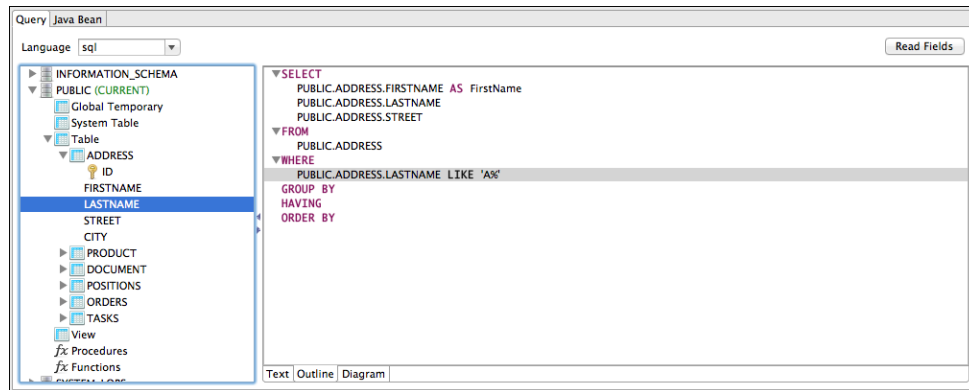 Query Java Bean
Language sql Read Fields
INFORMATION_SCHEMA
PUBLIC (CURRENT)
Global Temporary
System Table
Table
ADDRESS
ID
FIRSTNAME
LASTNAME
STREET
CITY
PRODUCT
DOCUMENT
POSITIONS
ORDERS
TASKS
View
fx Procedures
fx Functions
SELECT
PUBLIC.ADDRESS.FIRSTNAME AS FirstName
PUBLIC.ADDRESS.LASTNAME
PUBLIC.ADDRESS.STREET
FROM
PUBLIC.ADDRESS
WHERE
PUBLIC.ADDRESS.LASTNAME LIKE 'A%'
GROUP BY
HAVING
ORDER BY
Text Outline Diagram